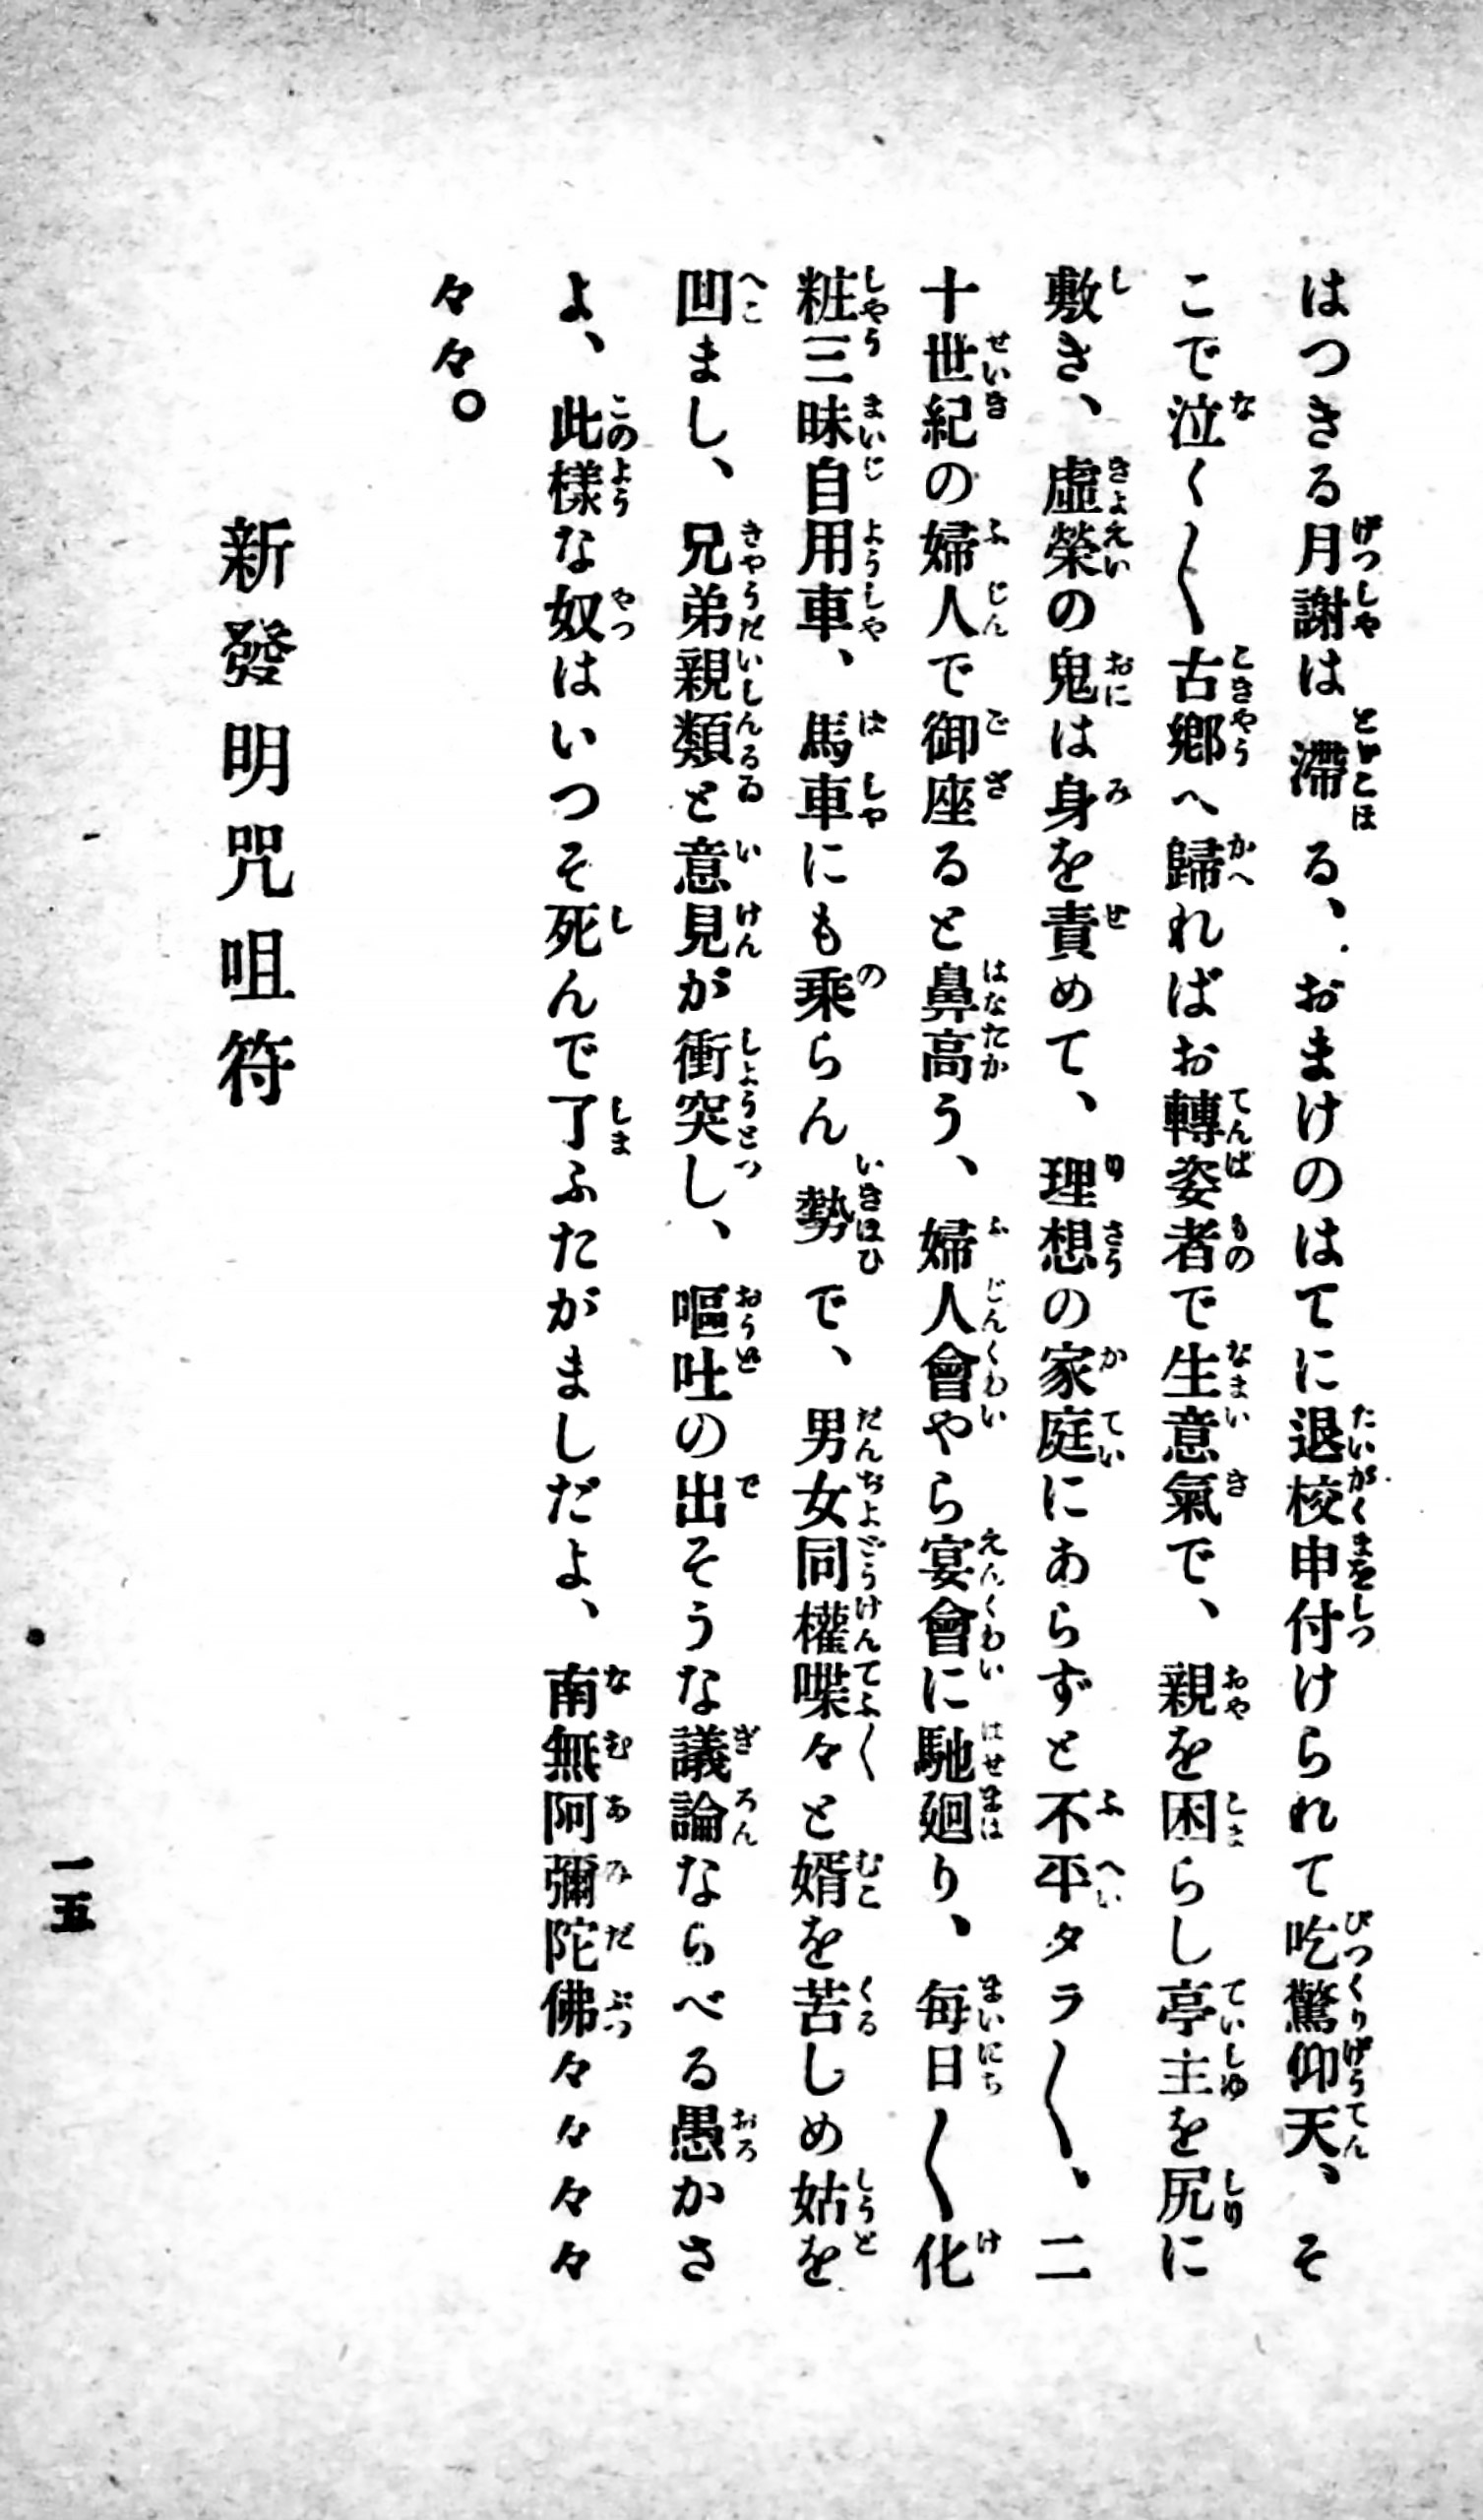 はつきる月謝は滯る、おまけのはてに退校申付けられて吃驚仰天、そ
こで泣く〱古鄕へ歸ればお轉姿者で生意氣で、親を困らし亭主を尻に
敷き、虛榮の鬼は身を責めて、理想の家庭にあらずと不平タラ〱、二
十世紀の婦人で御座ると鼻高う、婦人會やら宴會に馳廻り、每日〱化
粧三昧自用車、馬車にも乘らん勢で、男女同權喋々と婿を苦しめ姑を
凹まし、兄弟親類と意見が衝突し、嘔吐の出そうな議論ならべる愚かさ
よ、此樣な奴はいつそ死んで了ふたがましだよ、南無阿彌陀佛々々々々
々々。
新發明咒咀符
一五